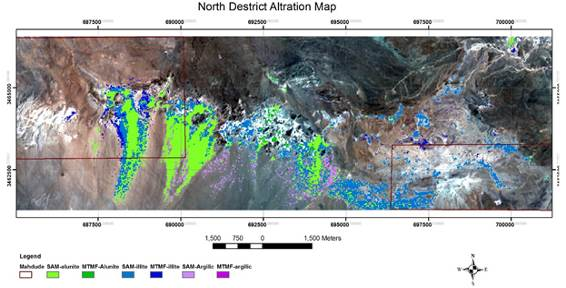 North Destrict Altration Map
687500 690000 692500 695000 697500 700000
3465000
3462500
687500 690000 692500 695000 697500 700000
1,500 750 0 1,500 Meters
Legend
Mahdude SAM-alunite MTMF-Alunite SAM-illite MTMF-illite SAM-Argilic MTMF-argilic
N
W E
S